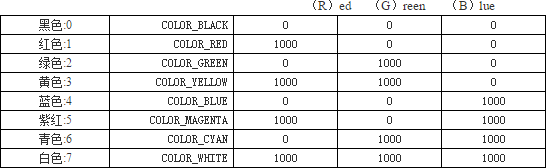 （R）ed （G）reen （B）lue
黑色:0 COLOR_BLACK 0 0 0
红色:1 COLOR_RED 1000 0 0
绿色:2 COLOR_GREEN 0 1000 0
黄色:3 COLOR_YELLOW 1000 1000 0
蓝色:4 COLOR_BLUE 0 0 1000
紫红:5 COLOR_MAGENTA 1000 0 1000
青色:6 COLOR_CYAN 0 1000 1000
白色:7 COLOR_WHITE 1000 1000 1000